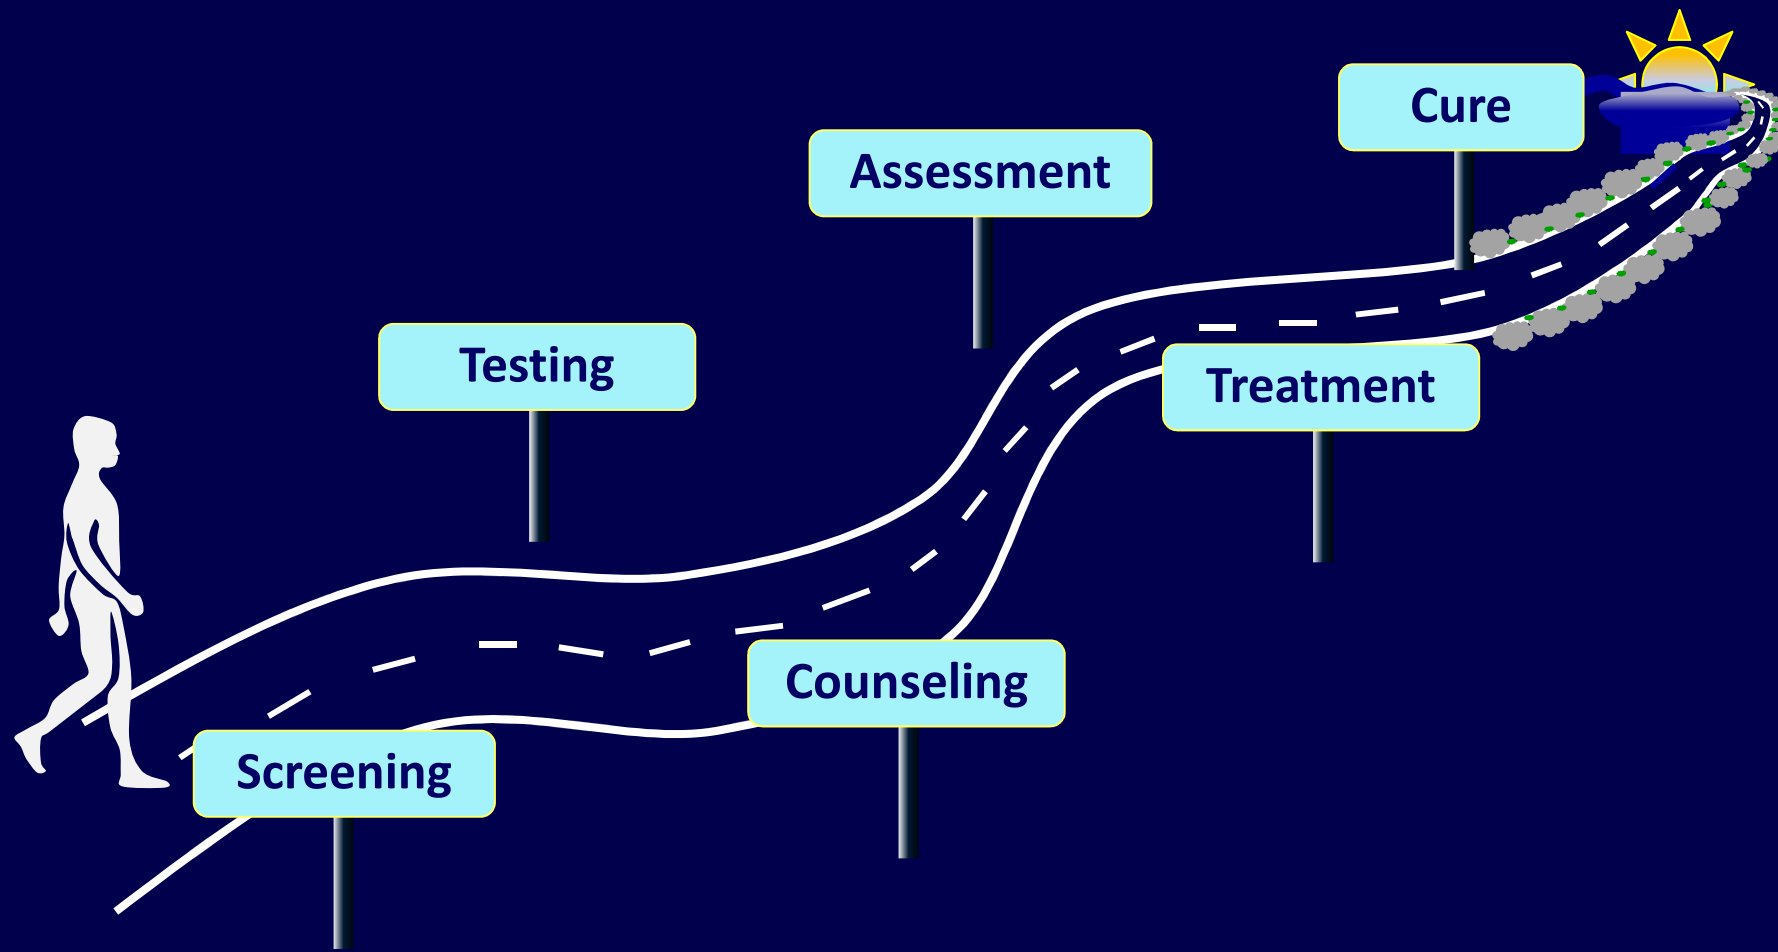 Screening
Testing
Counseling
Assessment
Treatment
Cure